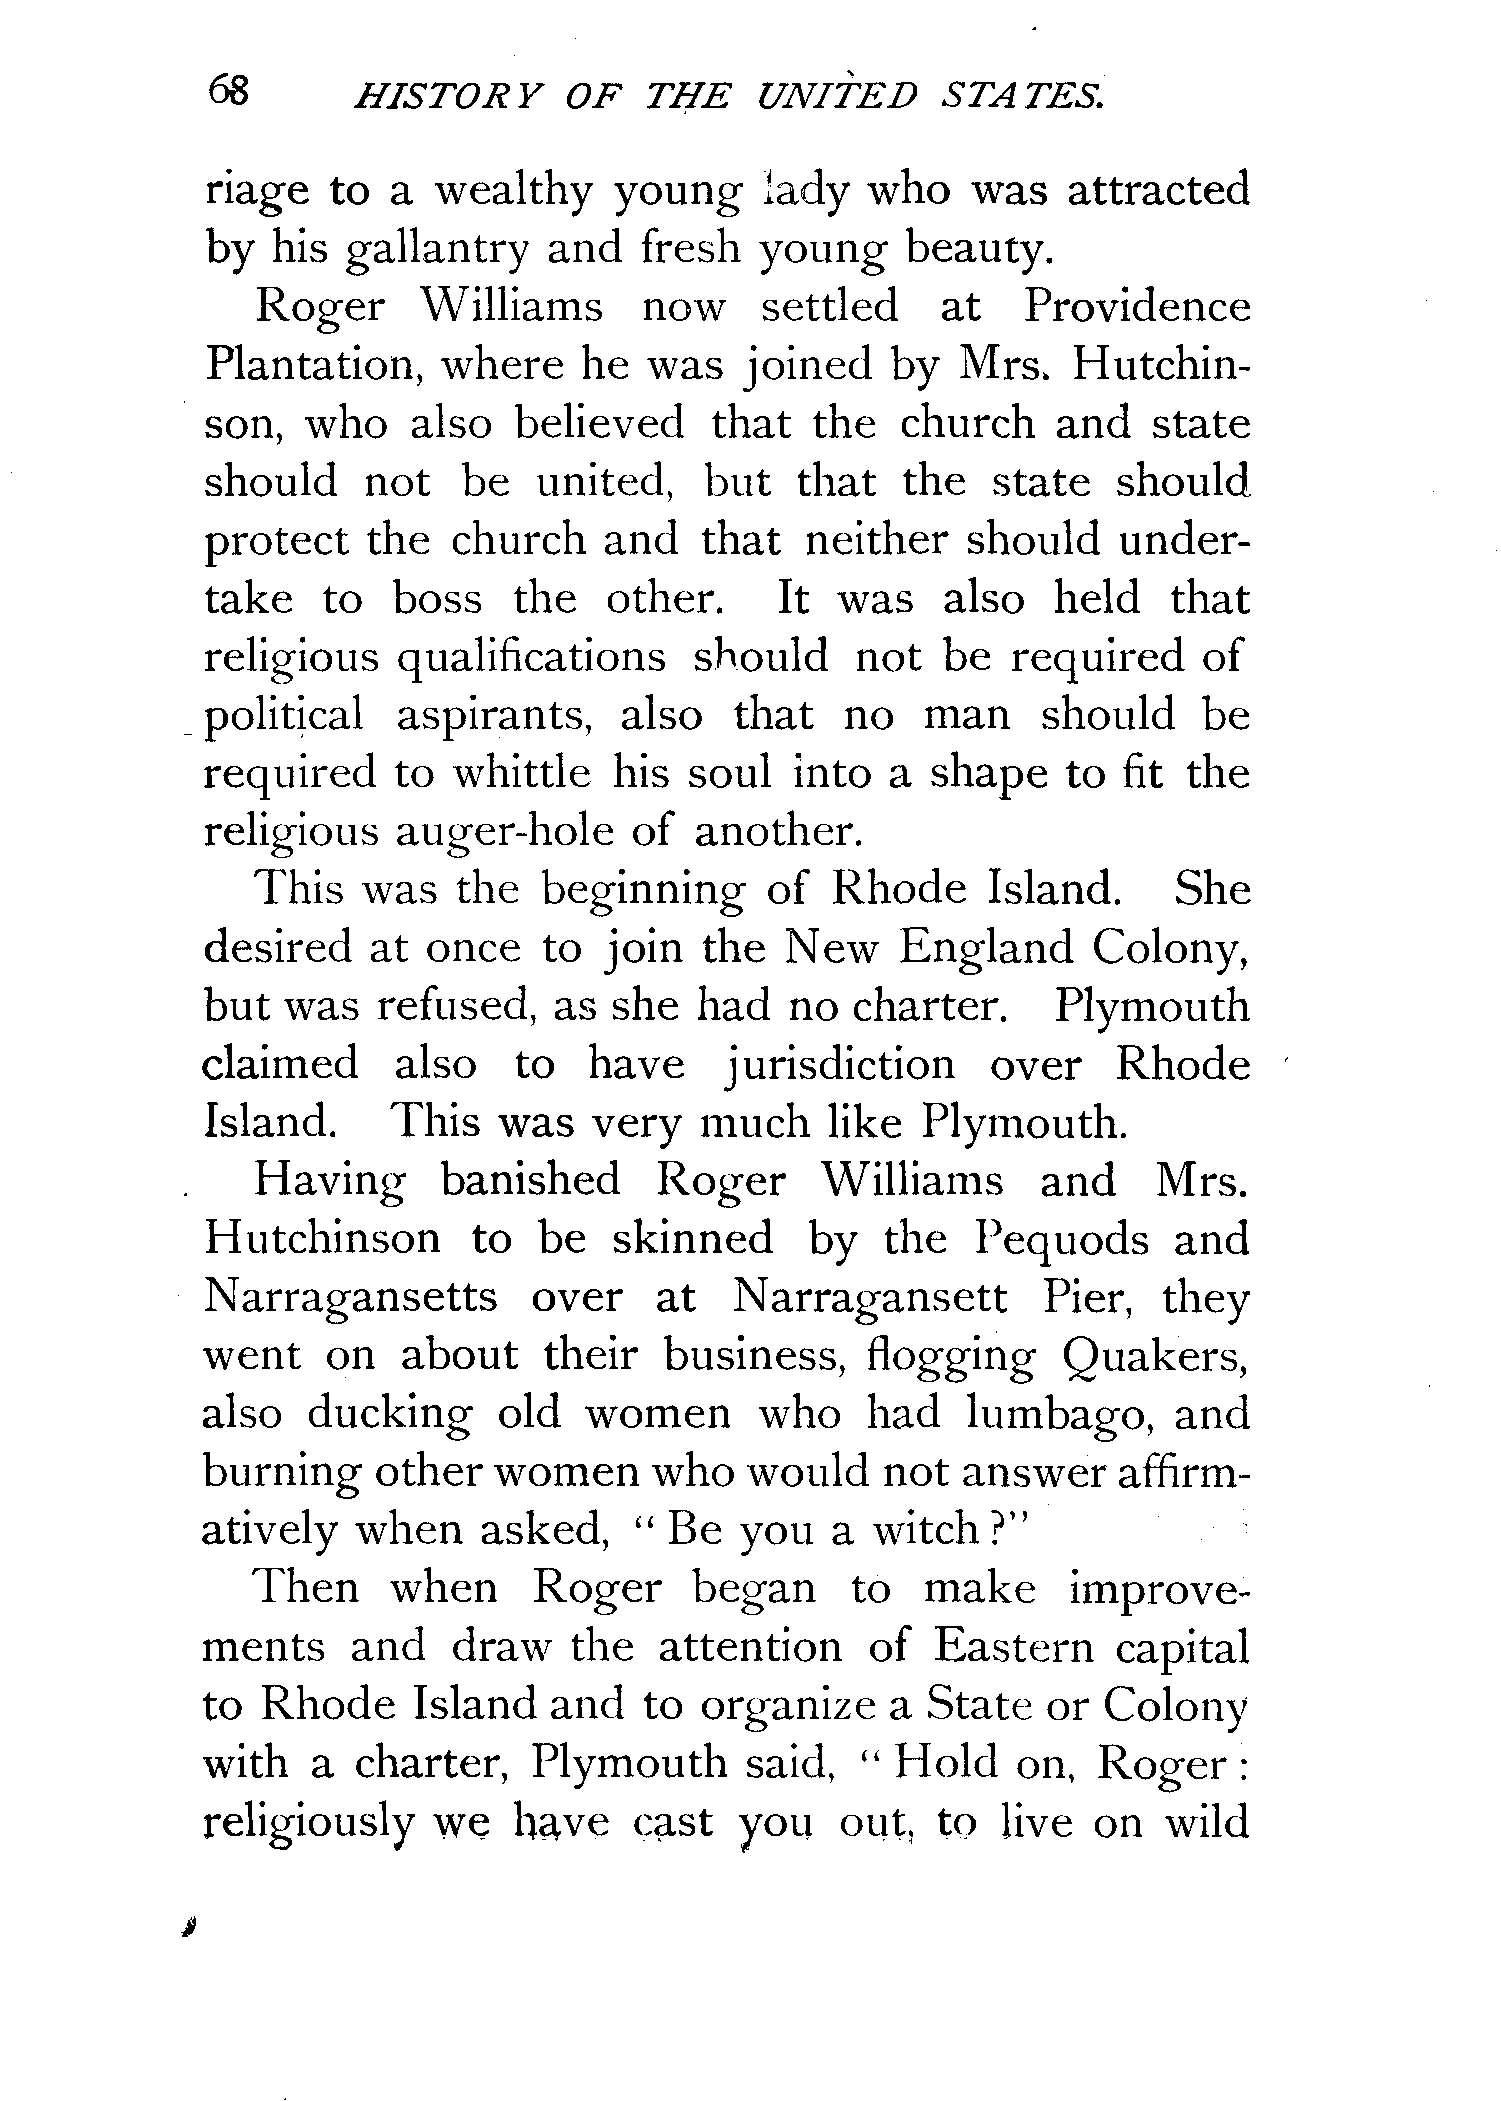 68 HISTORY OF THE UNITED STATES.
riage to a wealthy young lady who was attracted
by his gallantry and fresh young beauty.
Roger Williams now settled at Providence
Plantation, where he was joined by Mrs. Hutchin-
son, who also believed that the church and state
should not be united, but that the state should
protect the church and that neither should under-
take to boss the other. It was also held that
religious qualifications should not be required of
political aspirants, also that no man should be
required to whittle his soul into a shape to fit the
religious auger-hole of another.
This was the beginning of Rhode Island. She
desired at once to join the New England Colony,
but was refused, as she had no charter. Plymouth
claimed also to have jurisdiction over Rhode
Island. This was very much like Plymouth.
Having banished Roger Williams and Mrs.
Hutchinson to be skinned by the Pequods and
Narragansetts over at Narragansett Pier, they
went on about their business, flogging Quakers,
also ducking old women who had lumbago, and
burning other women who would not answer affirm-
atively when asked, "Be you a witch?"
Then when Roger began to make improve-
ments and draw the attention of Eastern capital
to Rhode Island and to organize a State or Colony
with a charter, Plymouth said, "Hold on, Roger:
religiously we have cast you out, to live on wild